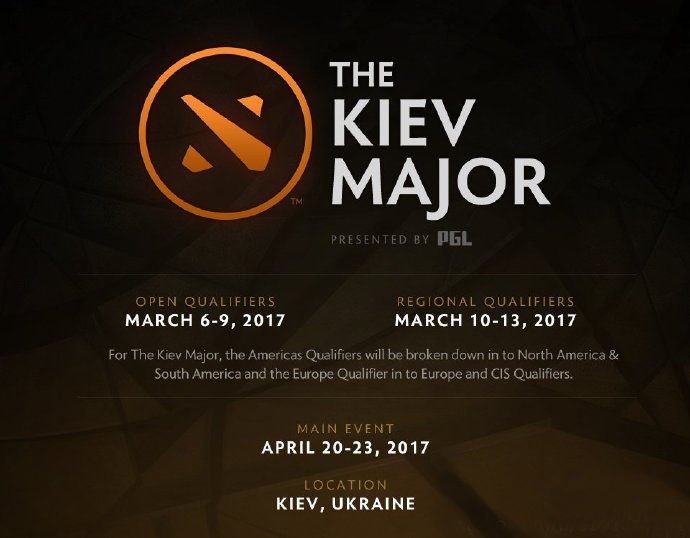 THE
KIEV
MAJOR
TM
PRESENTED BY PGL
OPEN QUALIFIERS
MARCH 6-9, 2017
REGIONAL QUALIFIERS
MARCH 10-13, 2017
For The Kiev Major, the Americas Qualifiers will be broken down in to North America &
South America and the Europe Qualifier in to Europe and CIS Qualifiers.
MAIN EVENT
APRIL 20-23, 2017
LOCATION
KIEV, UKRAINE